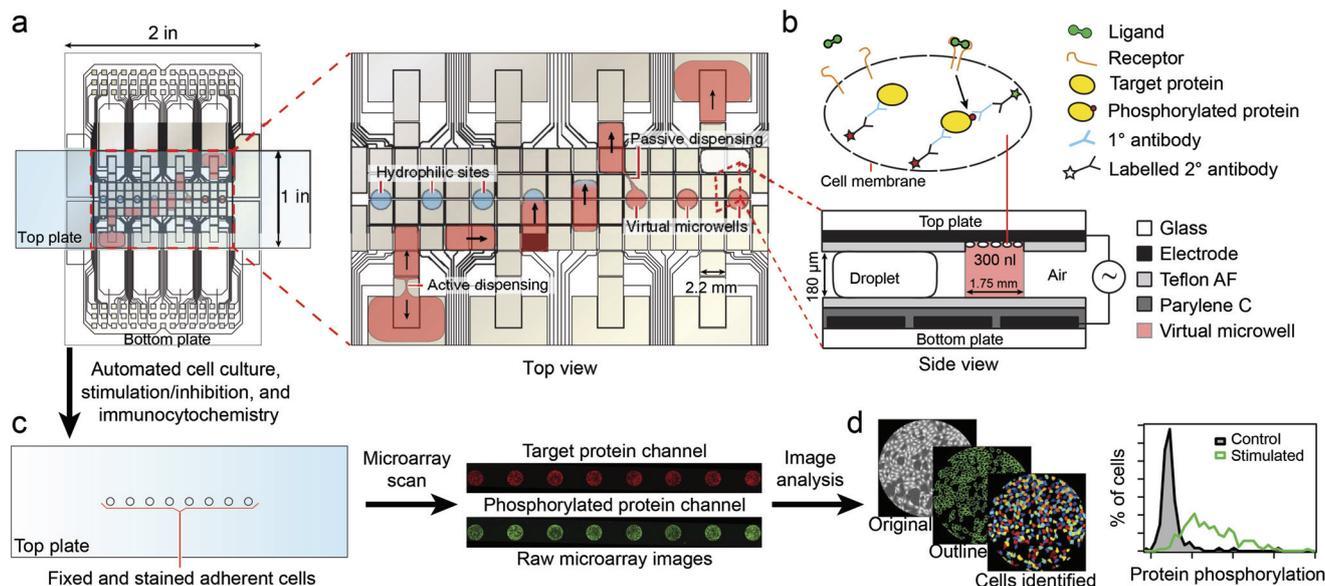 a
2 in
1 in
Top plate
Bottom plate
Passive dispensing
Hydrophilic sites
Virtual microwells
Active dispensing
2.2 mm
Top view
b
Ligand
Receptor
Target protein
Phosphorylated protein
1° antibody
Labelled 2° antibody
Cell membrane
Top plate
300 nl
Droplet
Air
1.75 mm
180 µm
Bottom plate
Side view
Glass
Electrode
Teflon AF
Parylene C
Virtual microwell
Automated cell culture,
stimulation/inhibition, and
immunocytochemistry
c
Top plate
Fixed and stained adherent cells
Microarray
scan
Target protein channel
Phosphorylated protein channel
Raw microarray images
Image
analysis
d
Original
Outline
Cells identified
% of cells
Control
Stimulated
Protein phosphorylation